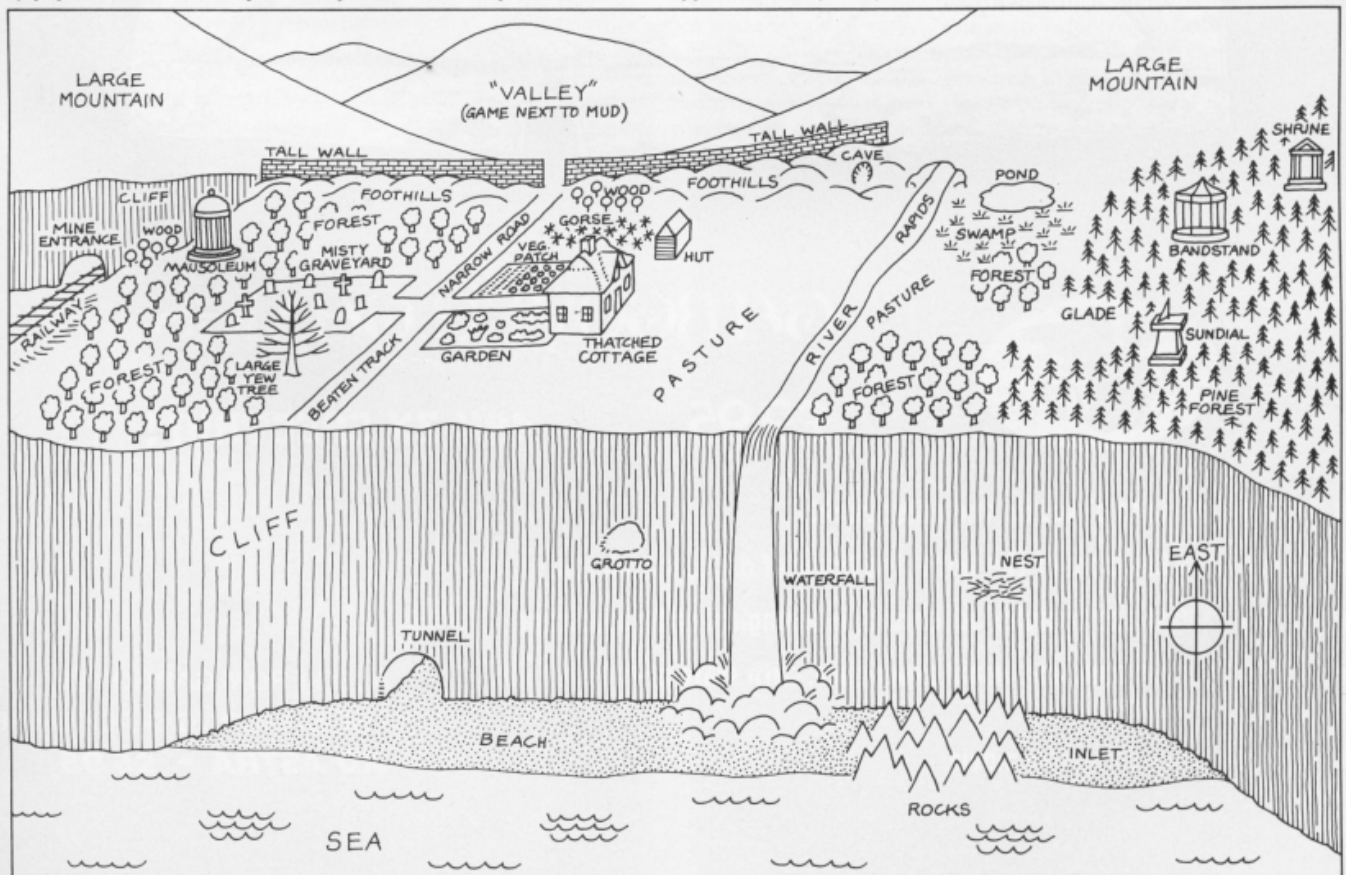 LARGE
MOUNTAIN
"VALLEY"
(GAME NEXT TO MUD)
LARGE
MOUNTAIN
TALL WALL
TALL WALL
SHRINE
CAVE
CLIFF
FOOTHILLS
WOOD
FOOTHILLS
POND
MINE
ENTRANCE
WOOD
FOREST
GORSE
RAPIDS
SWAMP
BANDSTAND
MAUSOLEUM
MISTY
GRAVEYARD
NARROW ROAD
VEG.
PATCH
HUT
FOREST
RAILWAY
PASTURE
GLADE
SUNDIAL
GARDEN
THATCHED
COTTAGE
PASTURE
RIVER
FOREST
LARGE
YEW
TREE
BEATEN TRACK
FOREST
PINE
FOREST
CLIFF
GROTTO
WATERFALL
NEST
EAST
TUNNEL
BEACH
INLET
ROCKS
SEA